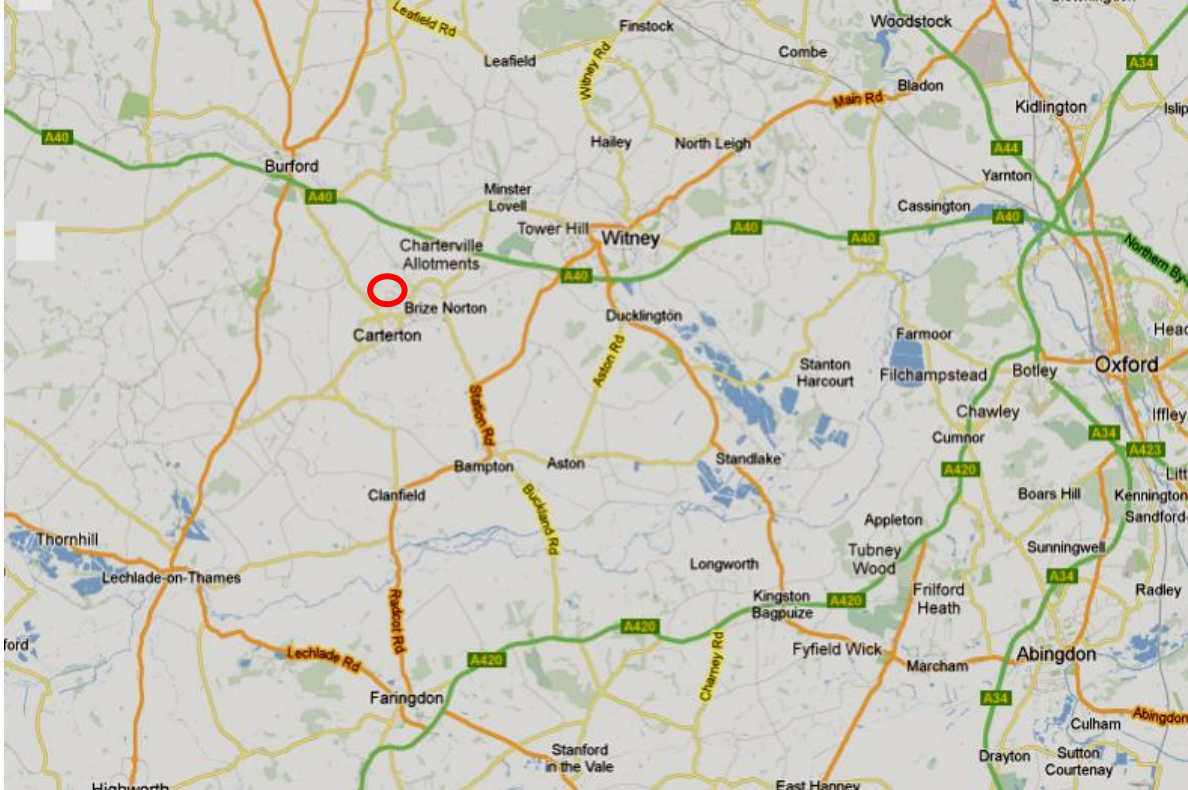 Leafield Rd
Finstock
Woodstock
Combe
A34
Leafield
Witney Rd
Bladon
Main Rd
Kidlington
A40
Hailey
North Leigh
A44
Burford
Yarnton
Minster
Lovell
A40
Cassington
A40
Tower Hill
Witney
A40
A40
Charterville
Allotments
Northern By-
A40
Brize Norton
Ducklington
Carterton
Farmoor
Aston Rd
Stanton
Harcourt
Filchampstead
Botley
Oxford
Station Rd
Chawley
Iffley
Cumnor
A34
A423
Bampton
Aston
Standlake
A420
Clanfield
Boars Hill
Kennington
Buckland Rd
Appleton
Sandford-
Thornhill
Tubney
Wood
Sunningwell
Longworth
Lechlade-on-Thames
A34
Kingston
Bagpuize
A420
Frilford
Heath
Radley
Radcot Rd
A420
Lechlade Rd
A420
Charney Rd
Fyfield Wick
Marcham
Abingdon
Faringdon
A34
Abingdon
Culham
Stanford
in the Vale
Drayton
Sutton
Courtenay